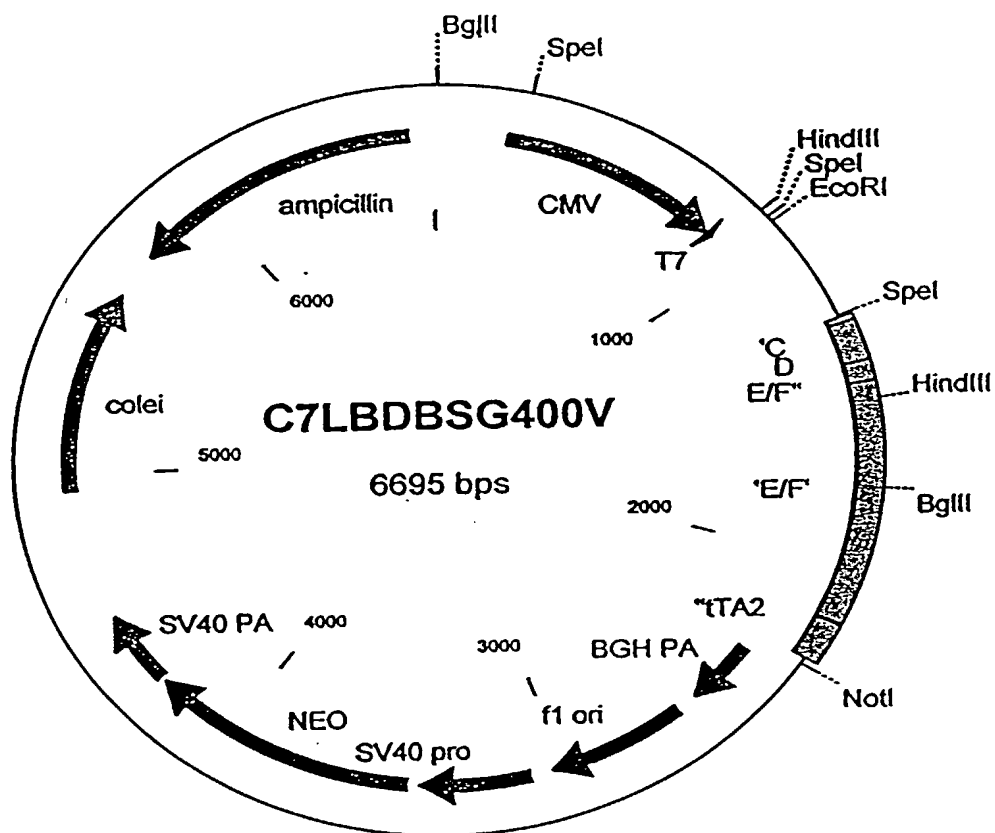 BglII
SpeI
HindIII
SpeI
EcoRI
ampicillin
CMV
T7
6000
1000
SpeI
'C
D
E/F"
HindIII
colei
C7LBDBSG400V
5000
6695 bps
'E/F'
BglII
2000
"tTA2
SV40 PA
4000
3000
BGH PA
NotI
NEO
f1 ori
SV40 pro